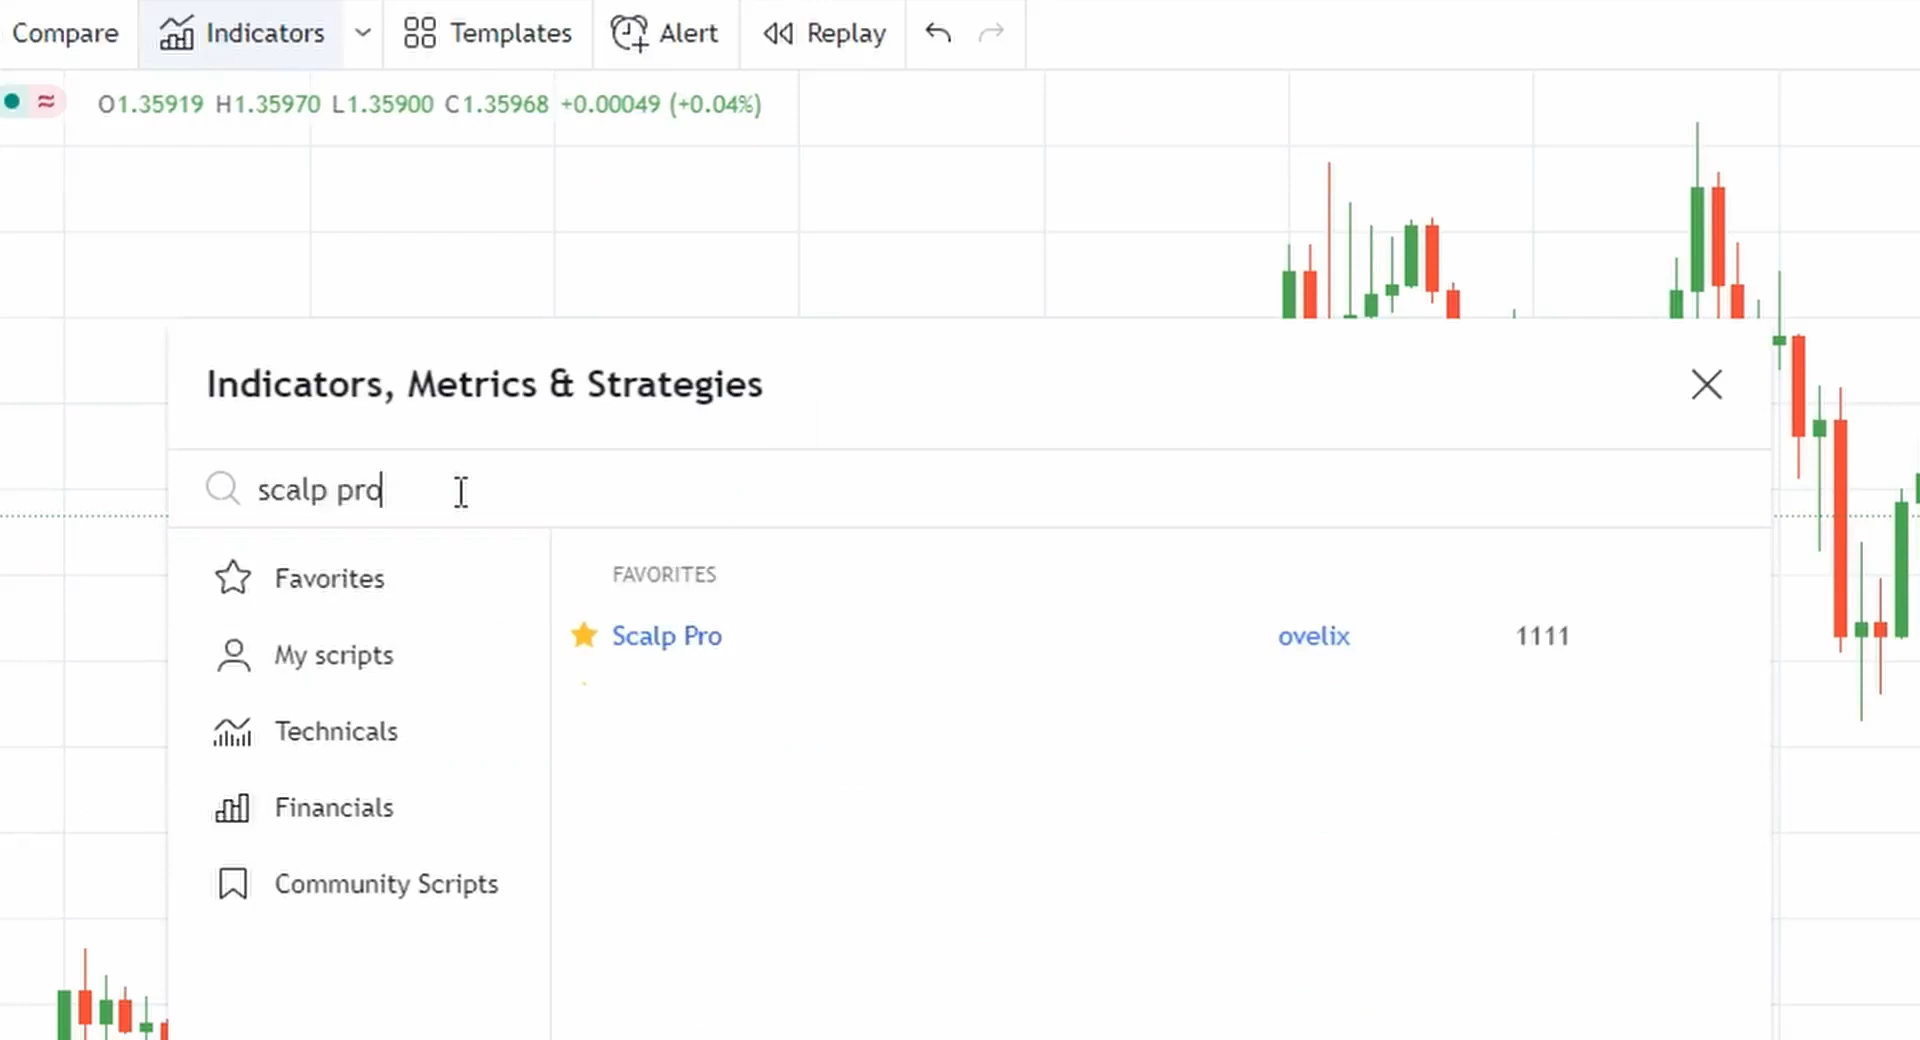 Compare Indicators Templates Alert Replay
O1.35919 H1.35970 L1.35900 C1.35968 +0.00049 (+0.04%)
Indicators, Metrics & Strategies
scalp pro
Favorites
My scripts
Technicals
Financials
Community Scripts
FAVORITES
Scalp Pro ovelix 1111